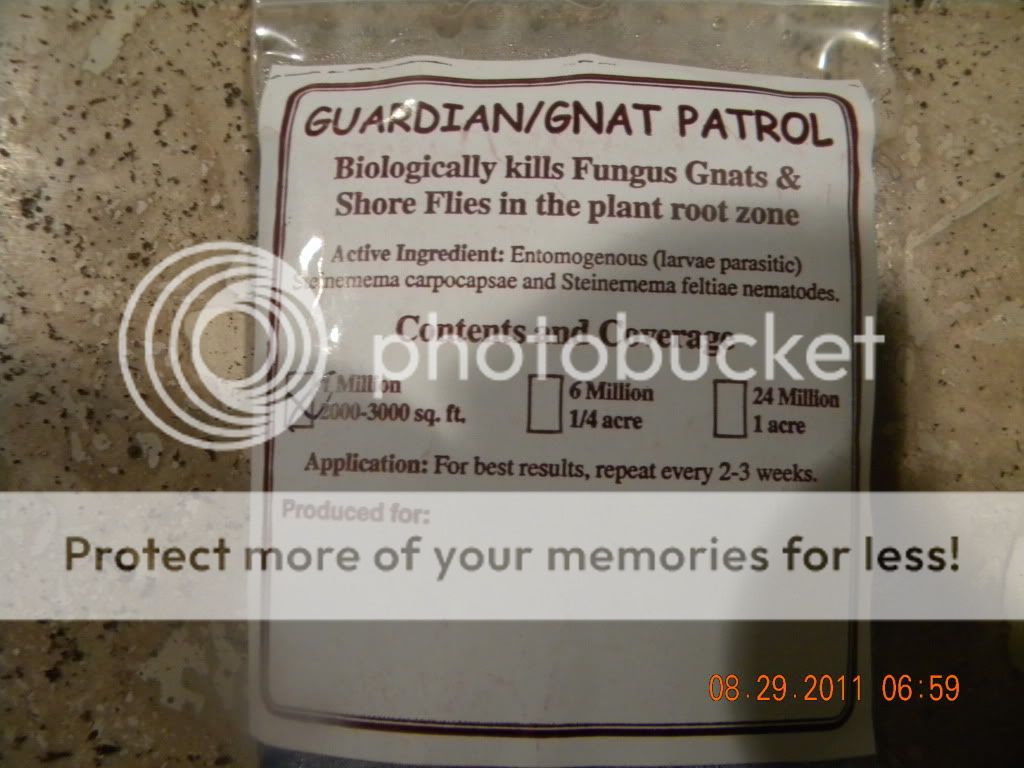 GUARDIAN/GNAT PATROL
Biologically kills Fungus Gnats &
Shore Flies in the plant root zone
Active Ingredient: Entomogenous (larvae parasitic)
Steinernema carpocapsae and Steinernema feltiae nematodes.
Contents and Coverage
photobucket
1 Million
2000-3000 sq. ft.
6 Million
1/4 acre
24 Million
1 acre
Application: For best results, repeat every 2-3 weeks.
Produced for:
Protect more of your memories for less!
08.29.2011 06:59